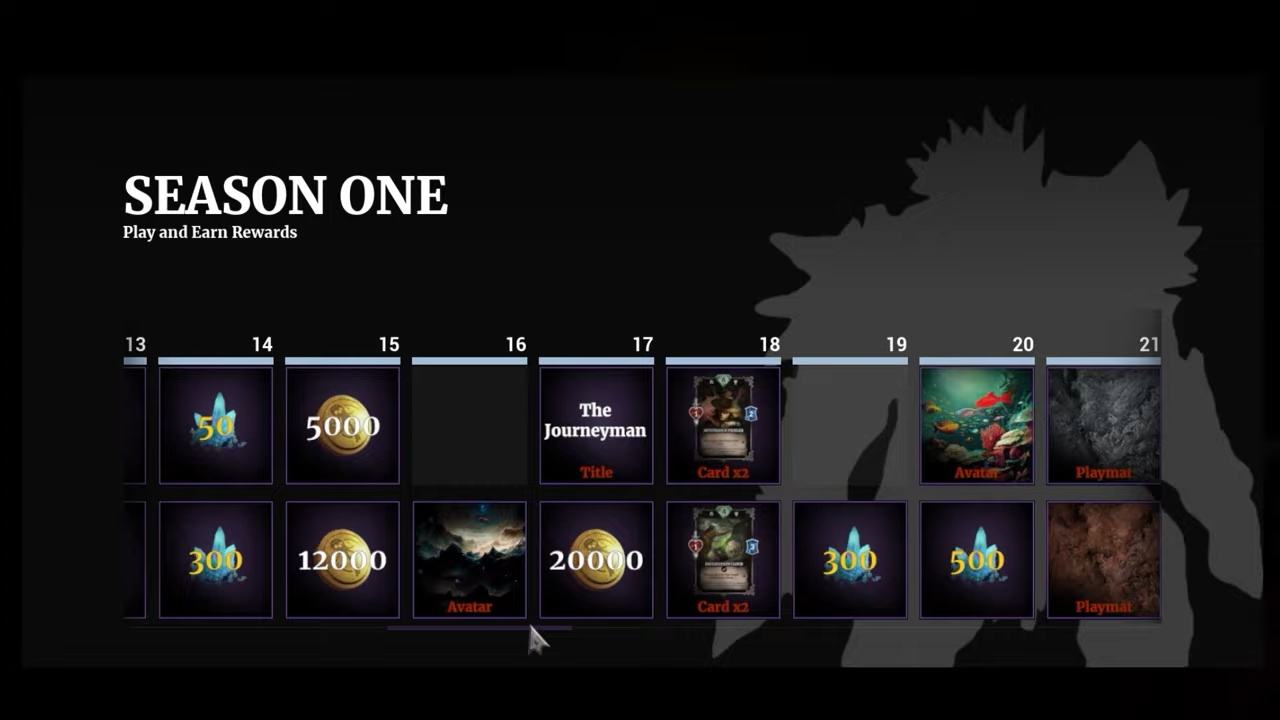 SEASON ONE
Play and Earn Rewards
13 14 15 16 17 18 19 20 21
50 5000 The
Journeyman
Title Card x2 Avatar Playmat
300 12000 20000 300 500
Avatar Card x2 Playmat